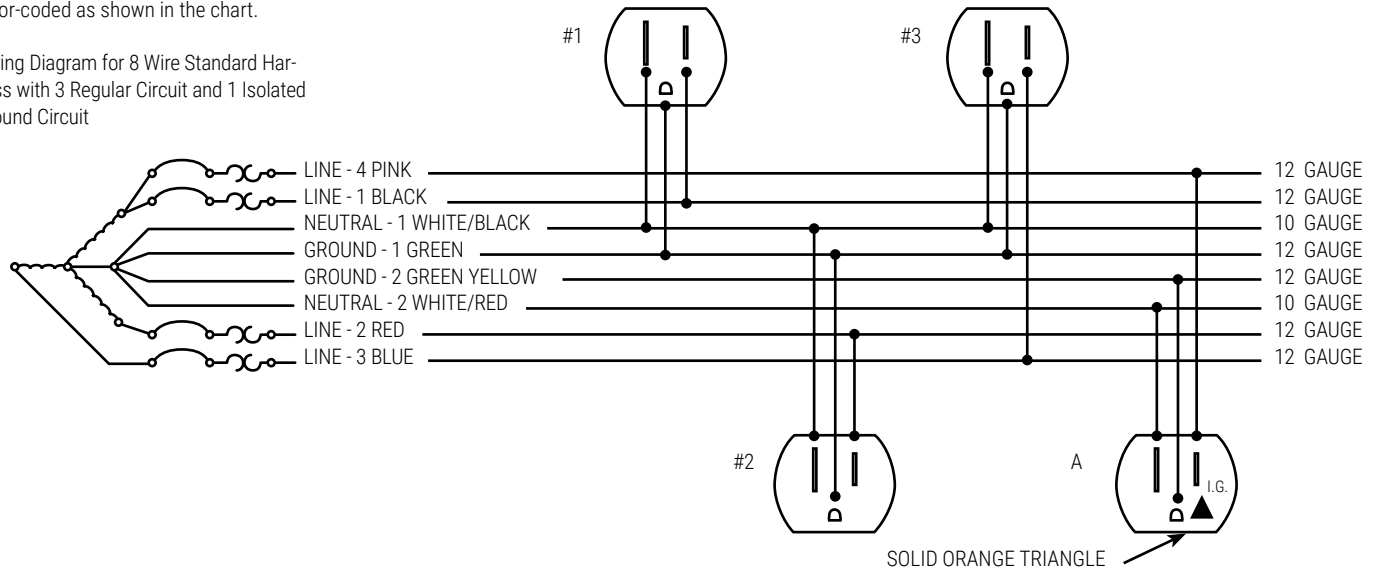 or-coded as shown in the chart.
ing Diagram for 8 Wire Standard Har-
ss with 3 Regular Circuit and 1 Isolated
ound Circuit
#1
#3
LINE - 4 PINK 12 GAUGE
LINE - 1 BLACK 12 GAUGE
NEUTRAL - 1 WHITE/BLACK 10 GAUGE
GROUND - 1 GREEN 12 GAUGE
GROUND - 2 GREEN YELLOW 12 GAUGE
NEUTRAL - 2 WHITE/RED 10 GAUGE
LINE - 2 RED 12 GAUGE
LINE - 3 BLUE 12 GAUGE
#2
A
I.G.
SOLID ORANGE TRIANGLE